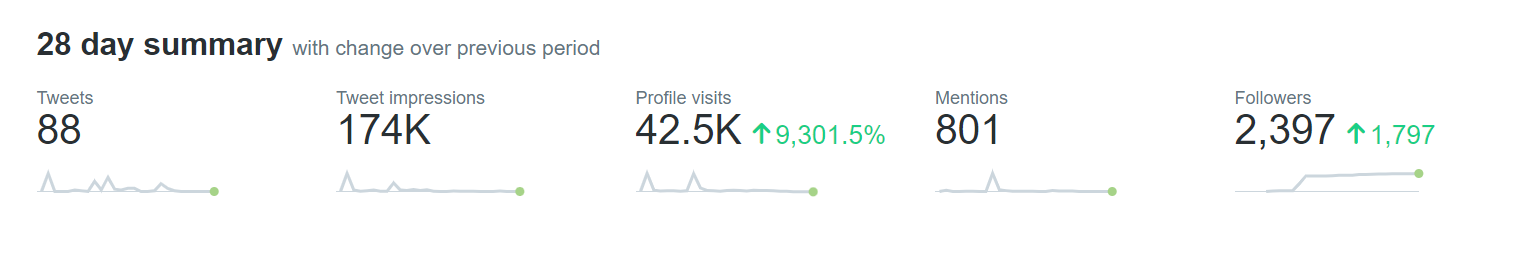 28 day summary with change over previous period
Tweets Tweet impressions Profile visits Mentions Followers
88 174K 42.5K ↑9,301.5% 801 2,397 ↑1,797